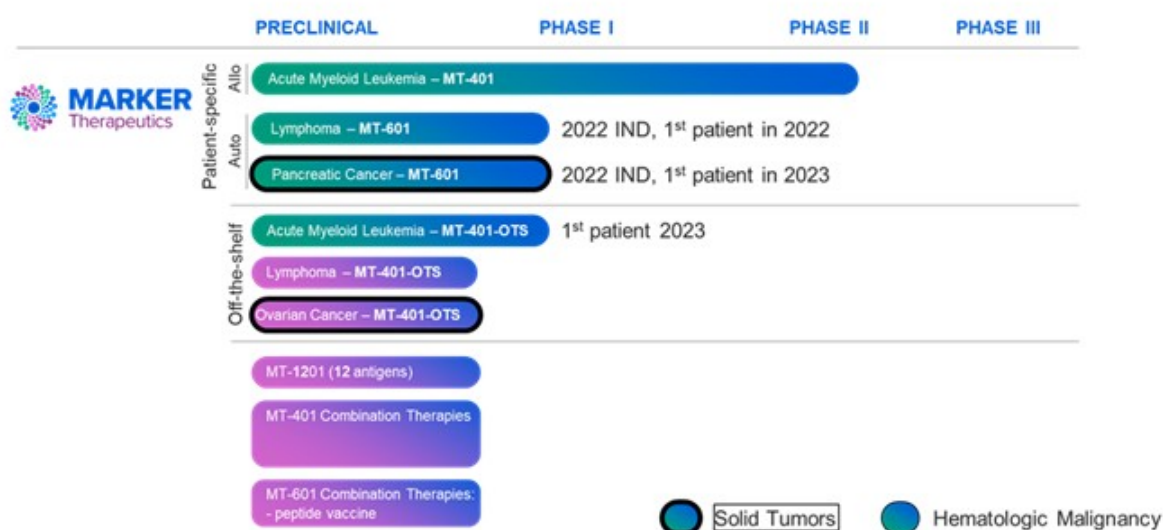 PRECLINICAL PHASE I PHASE II PHASE III
MARKER
Therapeutics
Patient-specific
Allo
Acute Myeloid Leukemia – MT-401
Auto
Lymphoma – MT-601
2022 IND, 1st patient in 2022
Pancreatic Cancer – MT-601
2022 IND, 1st patient in 2023
Off-the-shelf
Acute Myeloid Leukemia – MT-401-OTS
1st patient 2023
Lymphoma – MT-401-OTS
Ovarian Cancer – MT-401-OTS
MT-1201 (12 antigens)
MT-401 Combination Therapies
MT-601 Combination Therapies:
- peptide vaccine
Solid Tumors
Hematologic Malignancy